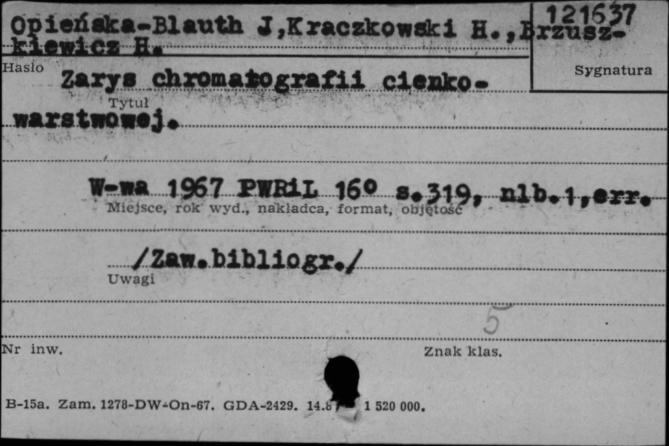 121637
Opieńska-Blauth J,Kraczkowski H.,Brzusz-
kiewicz H.
Hasło
Sygnatura
Zarys chromatografii cienko-
Tytuł
warstwowej.
W-wa 1967 PWRiL 16° s.319, nlb.1,err.
Miejsce, rok wyd., nakładca, format, objętość
/Zaw.bibliogr./
Uwagi
5
Nr inw.
Znak klas.
B-15a. Zam. 1278-DW-On-67. GDA-2429. 14.8 1 520 000.